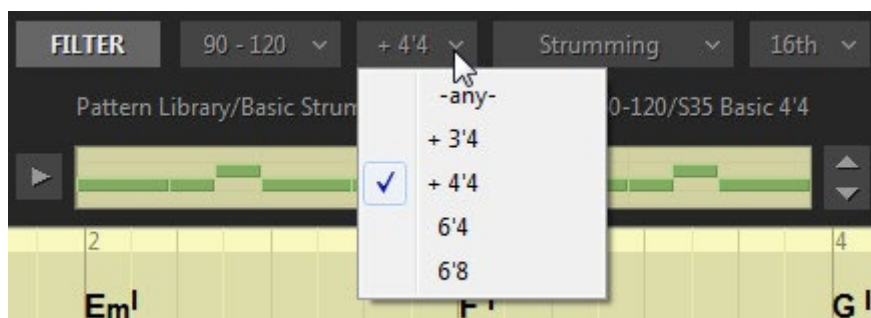 FILTER 90 - 120 + 4'4 Strumming 16th
-any-
Pattern Library/Basic Strum 0-120/S35 Basic 4'4
+ 3'4
+ 4'4
6'4
6'8
2 4
Em I F I G I